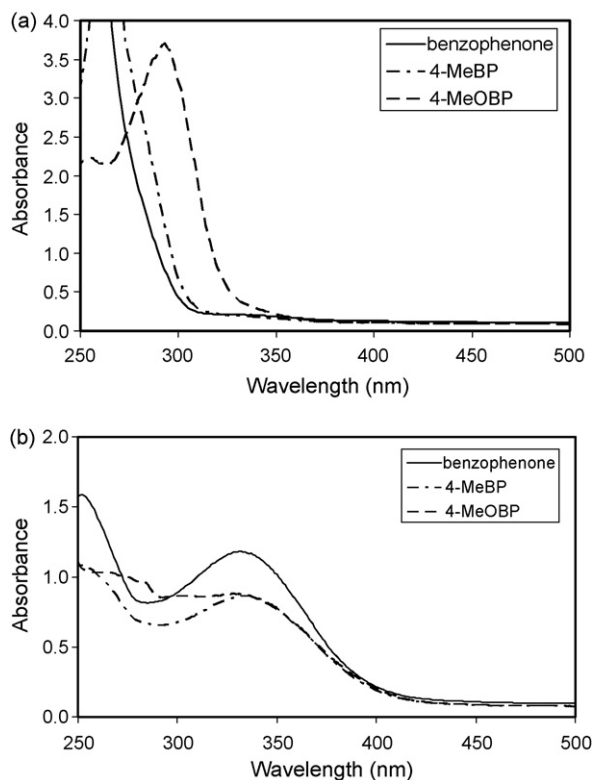 (a)
4.0
3.5
3.0
2.5
2.0
1.5
1.0
0.5
0.0
Absorbance
benzophenone
4-MeBP
4-MeOBP
250 300 350 400 450 500
Wavelength (nm)
(b)
2.0
1.5
1.0
0.5
0.0
Absorbance
benzophenone
4-MeBP
4-MeOBP
250 300 350 400 450 500
Wavelength (nm)